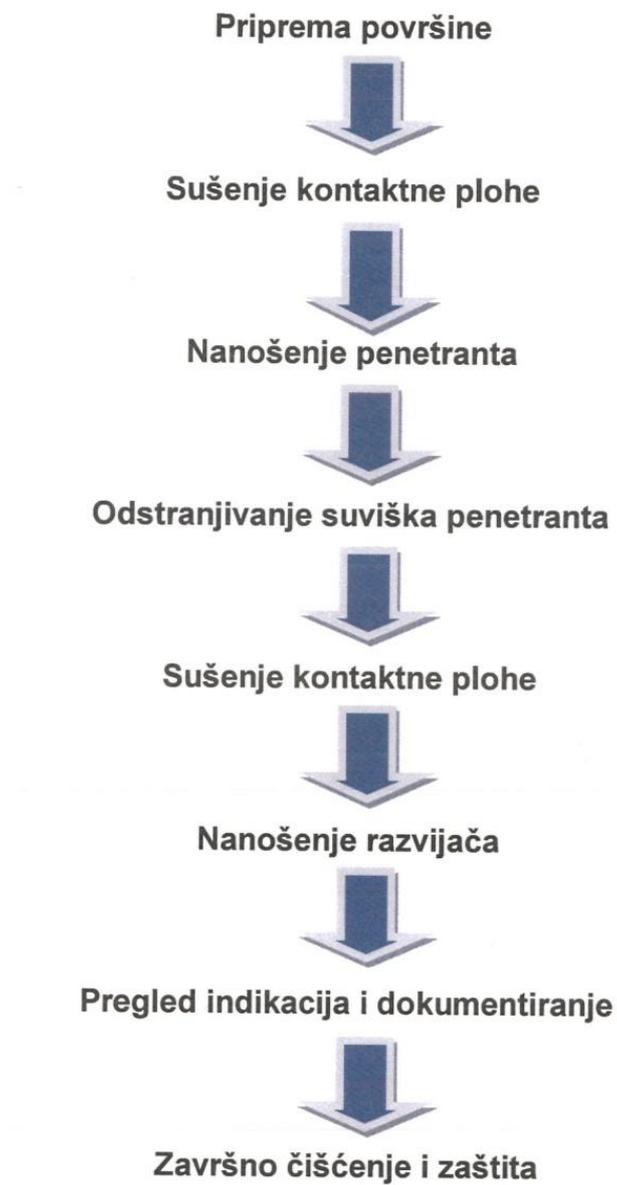 Priprema površine
Sušenje kontaktne plohe
Nanošenje penetranta
Odstranjivanje suviška penetranta
Sušenje kontaktne plohe
Nanošenje razvijača
Pregled indikacija i dokumentiranje
Završno čišćenje i zaštita